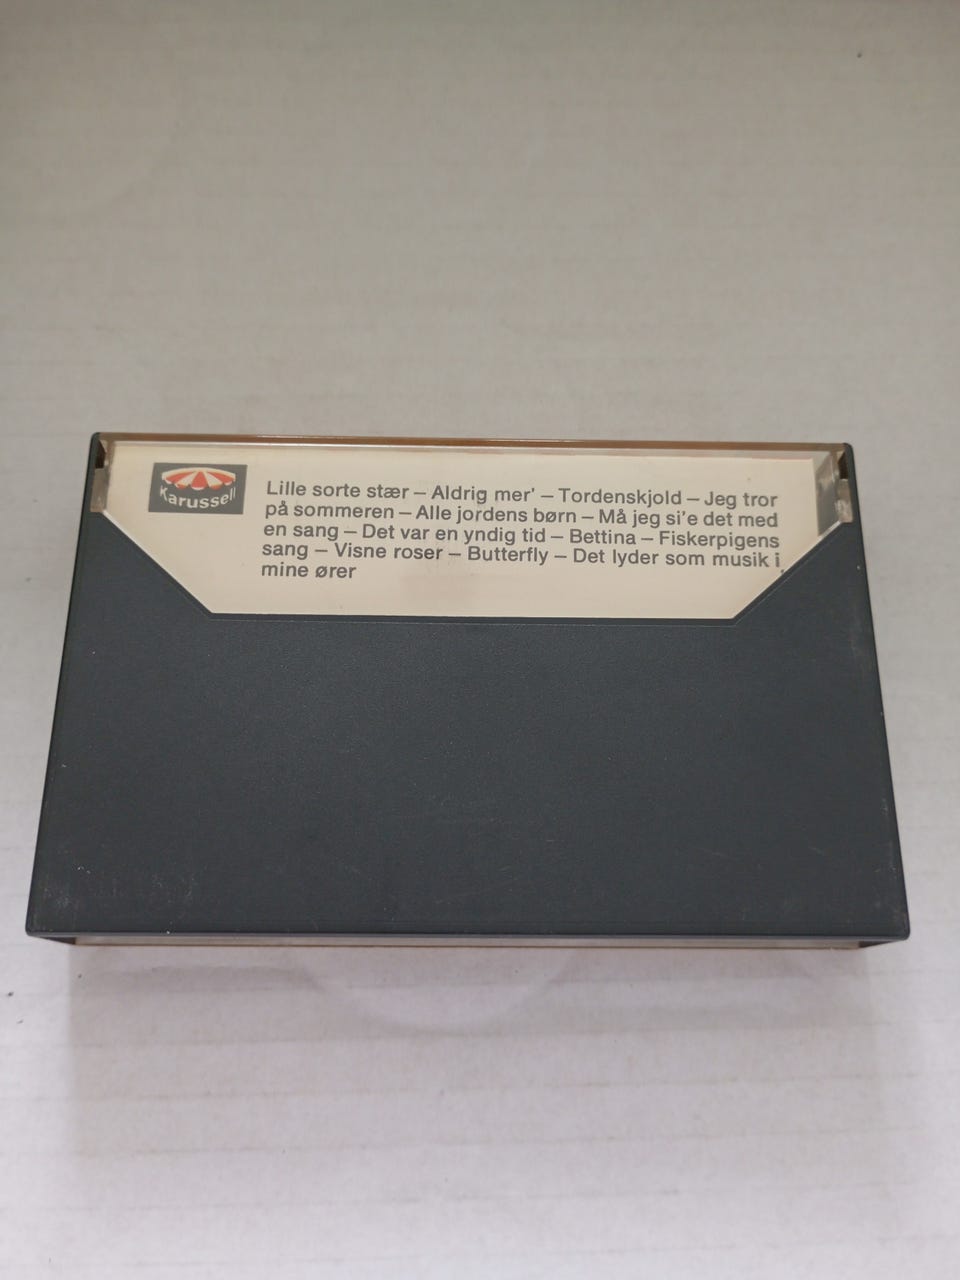 Karussell
Lille sorte stær – Aldrig mer' – Tordenskjold – Jeg tror
på sommeren – Alle jordens børn – Må jeg si'e det med
en sang – Det var en yndig tid – Bettina – Fiskerpigens
sang – Visne roser – Butterfly – Det lyder som musik i
mine ører